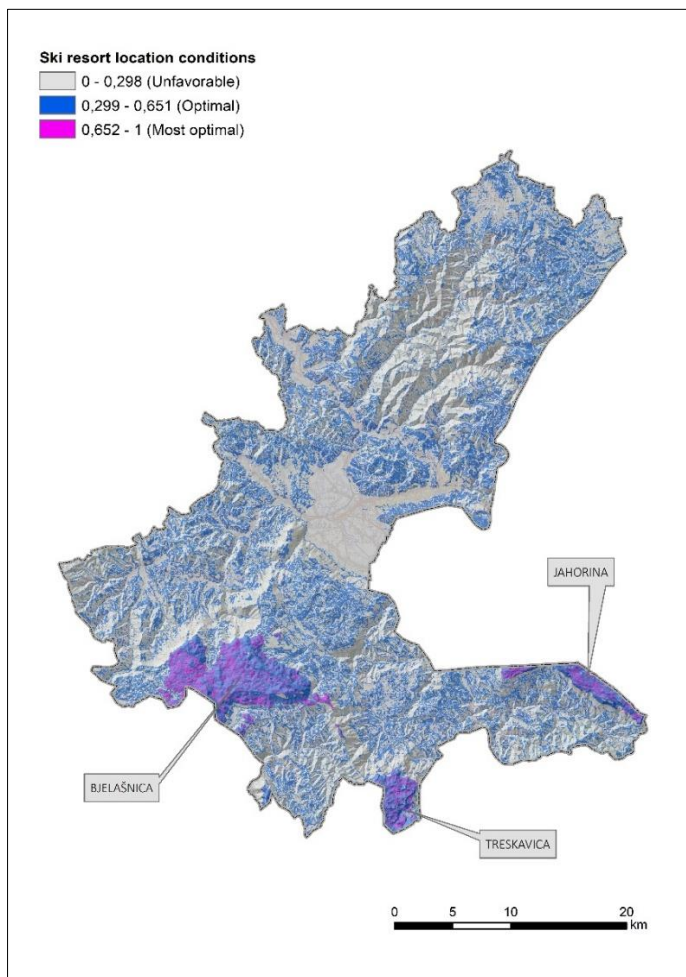 Ski resort location conditions
0 - 0,298 (Unfavorable)
0,299 - 0,651 (Optimal)
0,652 - 1 (Most optimal)
JAHORINA
BJELAŠNICA
TRESKAVICA
0 5 10 20
km